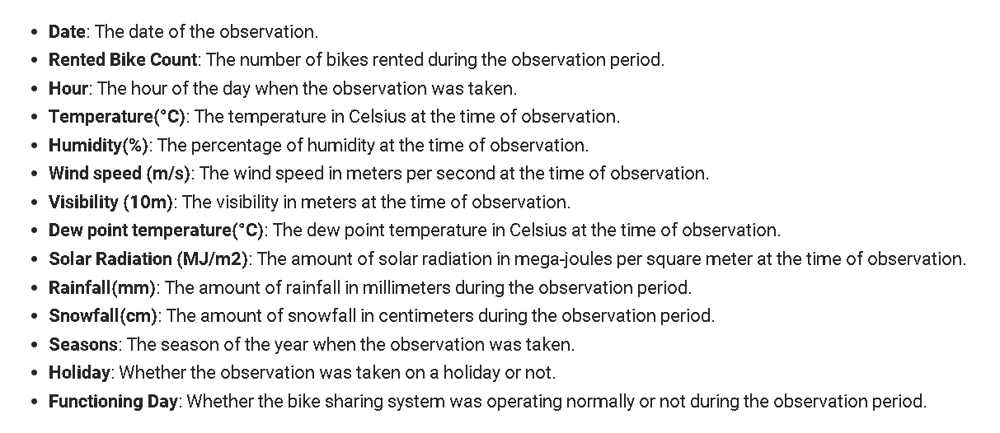 • Date: The date of the observation.
• Rented Bike Count: The number of bikes rented during the observation period.
• Hour: The hour of the day when the observation was taken.
• Temperature(°C): The temperature in Celsius at the time of observation.
• Humidity(%): The percentage of humidity at the time of observation.
• Wind speed (m/s): The wind speed in meters per second at the time of observation.
• Visibility (10m): The visibility in meters at the time of observation.
• Dew point temperature(°C): The dew point temperature in Celsius at the time of observation.
• Solar Radiation (MJ/m2): The amount of solar radiation in mega-joules per square meter at the time of observation.
• Rainfall(mm): The amount of rainfall in millimeters during the observation period.
• Snowfall(cm): The amount of snowfall in centimeters during the observation period.
• Seasons: The season of the year when the observation was taken.
• Holiday: Whether the observation was taken on a holiday or not.
• Functioning Day: Whether the bike sharing system was operating normally or not during the observation period.